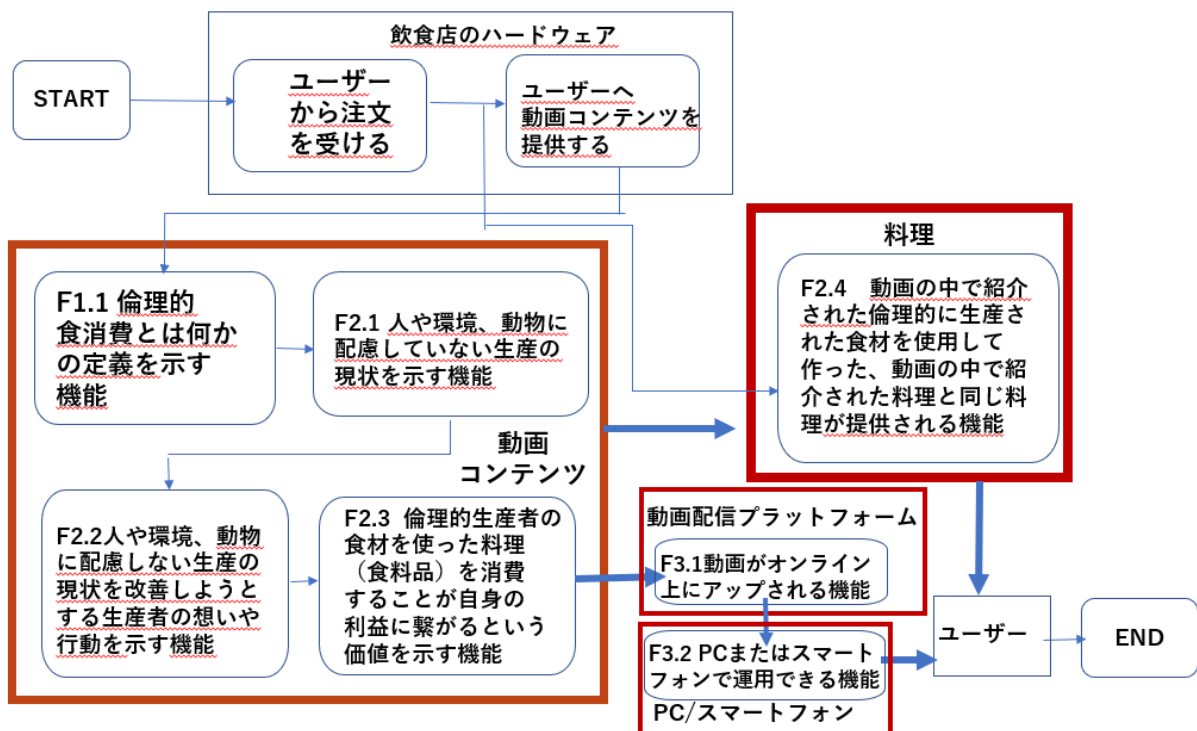 飲食店のハードウェア
START
ユーザー
から注文
を受ける
ユーザーへ
動画コンテンツを
提供する
料理
F2.4 動画の中で紹介
された倫理的に生産さ
れた食材を使用して
作った、動画の中で紹
介された料理と同じ料
理が提供される機能
F1.1 倫理的
食消費とは何か
の定義を示す
機能
F2.1 人や環境、動物に
配慮していない生産の
現状を示す機能
動画
コンテンツ
F2.2人や環境、動物
に配慮しない生産の
現状を改善しようと
する生産者の想いや
行動を示す機能
F2.3 倫理的生産者の
食材を使った料理
（食料品）を消費
することが自身の
利益に繋がるという
価値を示す機能
動画配信プラットフォーム
F3.1動画がオンライン
上にアップされる機能
F3.2 PCまたはスマート
フォンで運用できる機能
PC/スマートフォン
ユーザー
END